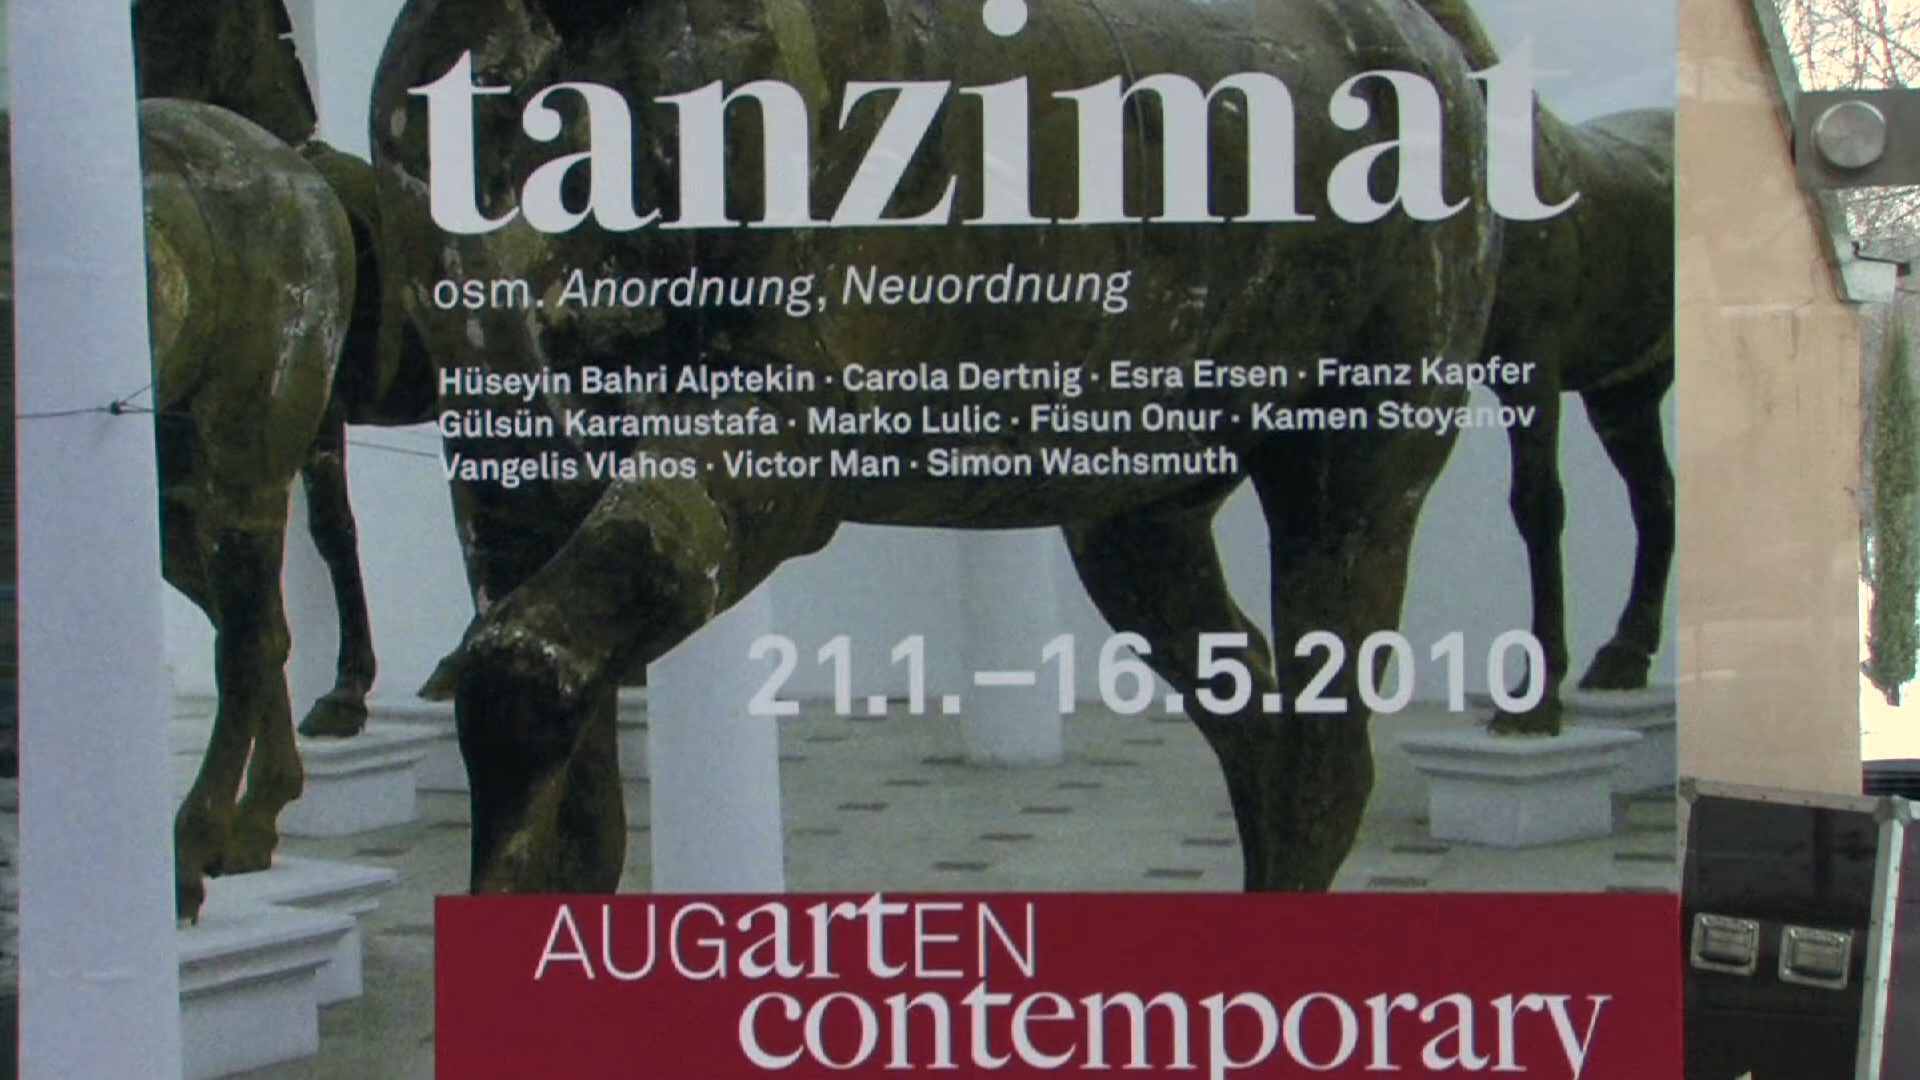 tanzimat
osm. Anordnung, Neuordnung
Hüseyin Bahri Alptekin · Carola Dertnig · Esra Ersen · Franz Kapfer
Gülsün Karamustafa · Marko Lulic · Füsun Onur · Kamen Stoyanov
Vangelis Vlahos · Victor Man · Simon Wachsmuth
21.1.–16.5.2010
AUGartEN
contemporary